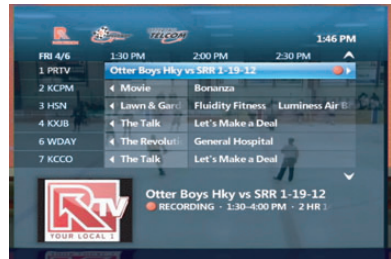 TELCOM
1:46 PM
FRI 4/6 1:30 PM 2:00 PM 2:30 PM
1 PRTV Otter Boys Hky vs SRR 1-19-12
2 KCPM Movie Bonanza
3 HSN Lawn & Gard Fluidity Fitness Luminess Air B
4 KXJB The Talk Let's Make a Deal
6 WDAY The Revoluti General Hospital
7 KCCO The Talk Let's Make a Deal
Otter Boys Hky vs SRR 1-19-12
RECORDING · 1:30-4:00 PM · 2 HR
RTV
YOUR LOCAL 1